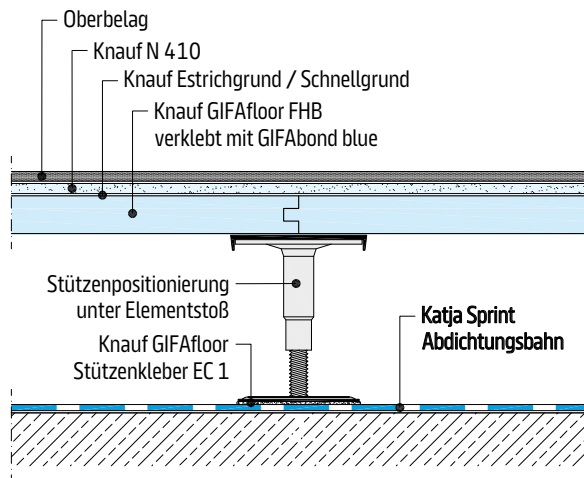 Oberbelag
Knauf N 410
Knauf Estrichgrund / Schnellgrund
Knauf GIFAfloor FHB
verklebt mit GIFAbond blue
Stützenpositionierung
unter Elementstoß
Knauf GIFAfloor
Stützenkleber EC 1
Katja Sprint
Abdichtungsbahn